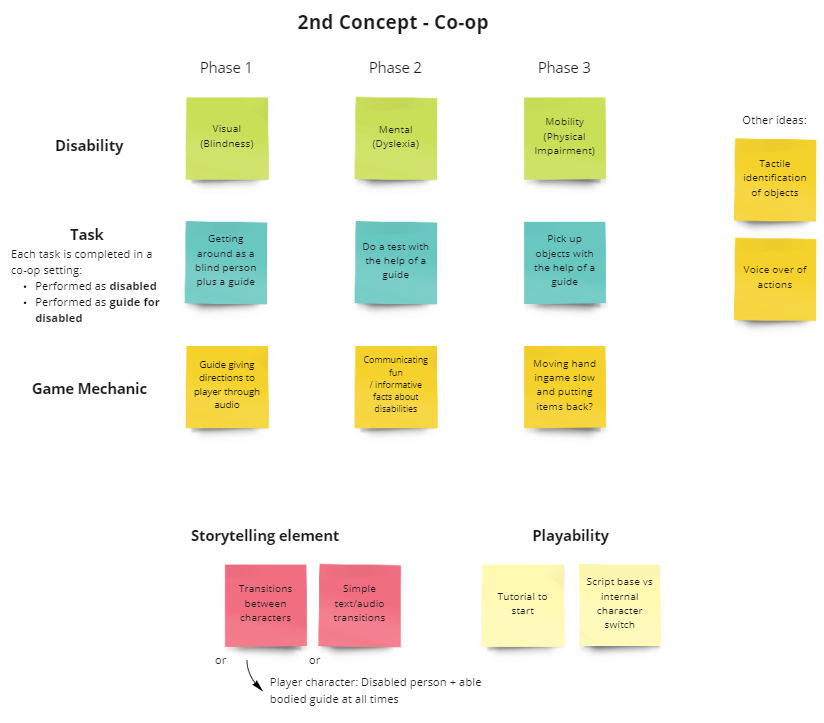 2nd Concept - Co-op
Phase 1
Phase 2
Phase 3
Disability
Visual
(Blindness)
Mental
(Dyslexia)
Mobility
(Physical
Impairment)
Other ideas:
Tactile
identification
of objects
Voice over of
actions
Task
Each task is completed in a
co-op setting:
• Performed as disabled
• Performed as guide for
disabled
Getting
around as a
blind person
plus a guide
Do a test with
the help of a
guide
Pick up
objects with
the help of a
guide
Game Mechanic
Guide giving
directions to
player through
audio
Communicating
fun
/ informative
facts about
disabilities
Moving hand
ingame slow
and putting
items back?
Storytelling element
Transitions
between
characters
Simple
text/audio
transitions
or
or
Player character: Disabled person + able
bodied guide at all times
Playability
Tutorial to
start
Script base vs
internal
character
switch